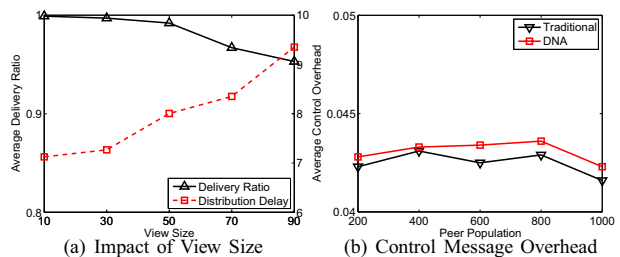 1
0.9
0.8
Average Delivery Ratio
10
9
8
7
6
Delivery Ratio
Distribution Delay
10 30 50 70 90
View Size
(a) Impact of View Size
0.05
0.045
0.04
Average Control Overhead
Traditional
DNA
200 400 600 800 1000
Peer Population
(b) Control Message Overhead